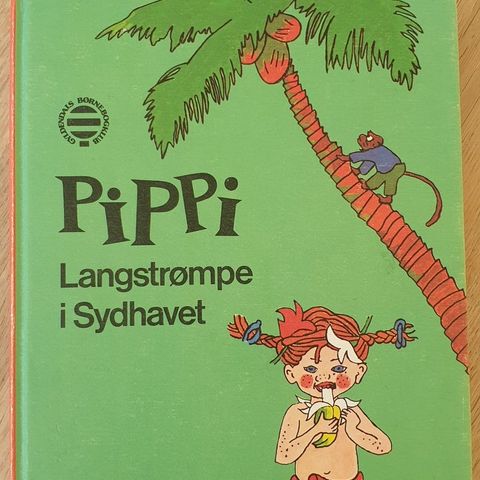 GYLDENDALS BØRNEBOGKLUB
PiPPi
Langstrømpe
i Sydhavet